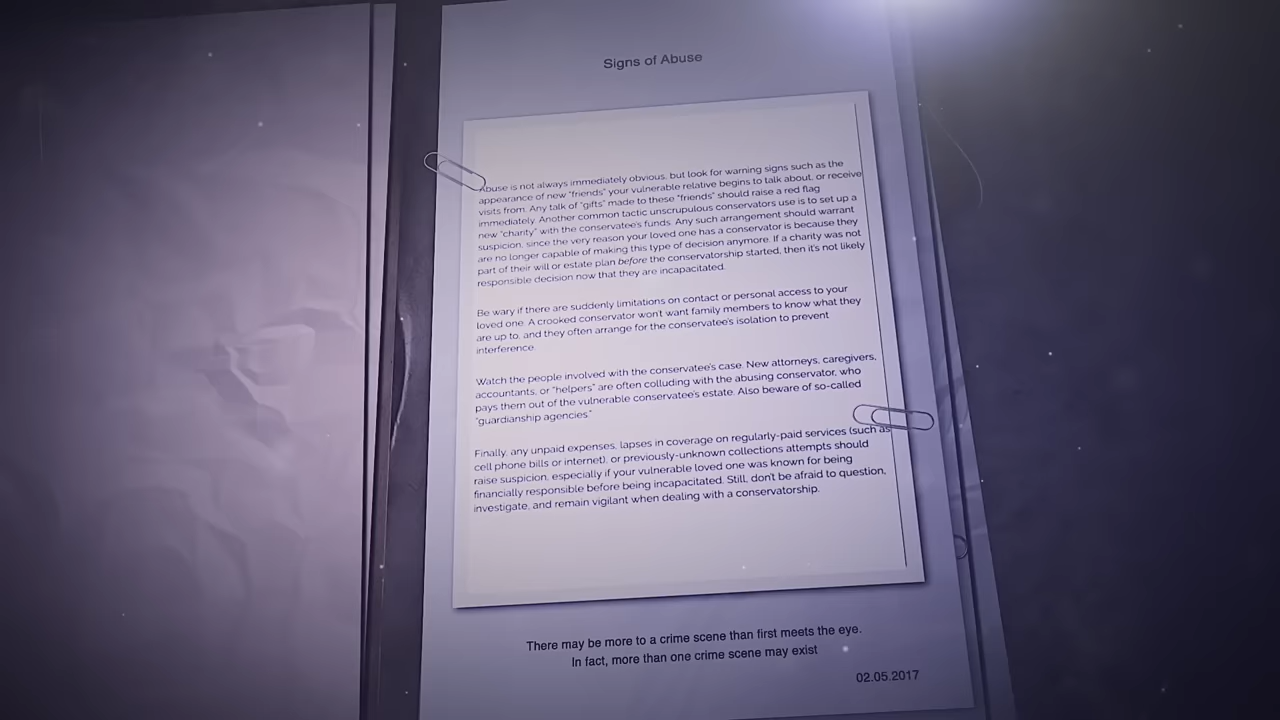 Signs of Abuse
Abuse is not always immediately obvious, but look for warning signs such as the
appearance of new "friends" your vulnerable relative begins to talk about, or receive
visits from. Any talk of "gifts" made to these "friends" should raise a red flag
immediately. Another common tactic unscrupulous conservators use is to set up a
new "charity" with the conservatee's funds. Any such arrangement should warrant
suspicion, since the very reason your loved one has a conservator is because they
are no longer capable of making this type of decision anymore. If a charity was not
part of their will or estate plan before the conservatorship started, then it's not likely
responsible decision now that they are incapacitated.
Be wary if there are suddenly limitations on contact or personal access to your
loved one. A crooked conservator won't want family members to know what they
are up to, and they often arrange for the conservatee's isolation to prevent
interference.
Watch the people involved with the conservatee's case. New attorneys, caregivers,
accountants, or "helpers" are often colluding with the abusing conservator, who
pays them out of the vulnerable conservatee's estate. Also beware of so-called
"guardianship agencies."
Finally, any unpaid expenses, lapses in coverage on regularly-paid services (such as
cell phone bills or internet), or previously-unknown collections attempts should
raise suspicion, especially if your vulnerable loved one was known for being
financially responsible before being incapacitated. Still, don't be afraid to question,
investigate, and remain vigilant when dealing with a conservatorship.
There may be more to a crime scene than first meets the eye.
In fact, more than one crime scene may exist
02.05.2017